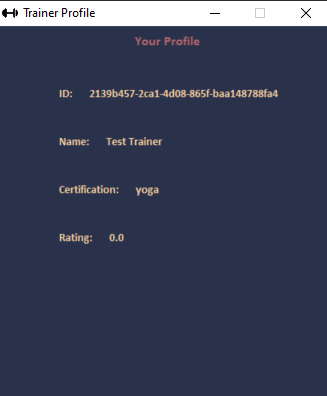 Trainer Profile
Your Profile
ID: 2139b457-2ca1-4d08-865f-baa148788fa4
Name: Test Trainer
Certification: yoga
Rating: 0.0